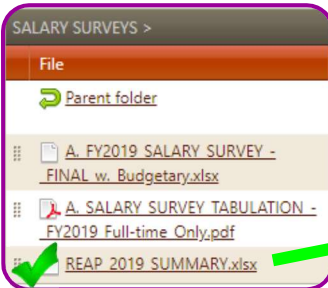 SALARY SURVEYS >
File
Parent folder
A. FY2019 SALARY SURVEY -
FINAL w. Budgetary.xlsx
A. SALARY SURVEY TABULATION -
FY2019 Full-time Only.pdf
REAP 2019 SUMMARY.xlsx